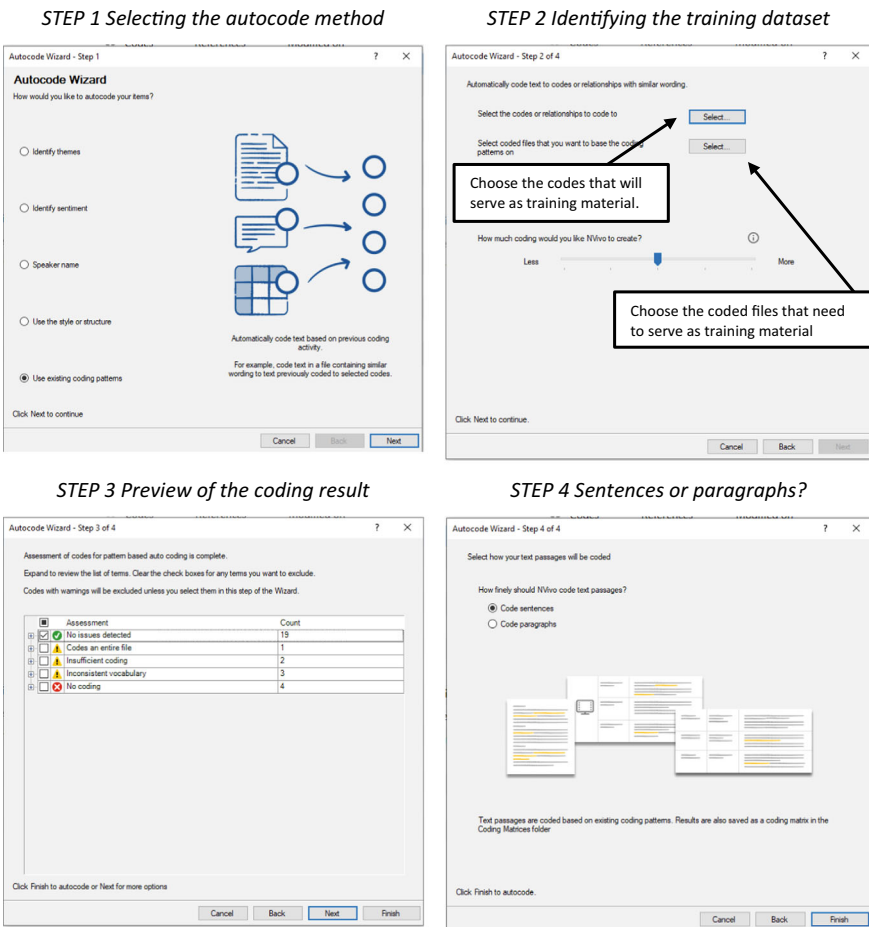 STEP 1 Selecting the autocode method
Autocode Wizard - Step 1 ? ×
Autocode Wizard
How would you like to autocode your items?
Identify themes
Identify sentiment
Speaker name
Use the style or structure
Use existing coding patterns
Automatically code text based on previous coding
activity.
For example, code text in a file containing similar
wording to text previously coded to selected codes.
Click Next to continue
Cancel Back Next
STEP 2 Identifying the training dataset
Autocode Wizard - Step 2 of 4 ? ×
Automatically code text to codes or relationships with similar wording.
Select the codes or relationships to code to Select...
Select coded files that you want to base the coding
patterns on Select...
Choose the codes that will
serve as training material.
How much coding would you like NVivo to create?
Less More
Choose the coded files that need
to serve as training material
Click Next to continue.
Cancel Back Next
STEP 3 Preview of the coding result
Autocode Wizard - Step 3 of 4 ? ×
Assessment of codes for pattern based auto coding is complete.
Expand to review the list of terms. Clear the check boxes for any terms you want to exclude.
Codes with warnings will be excluded unless you select them in this step of the Wizard.
Assessment Count
No issues detected 19
Codes an entire file 1
Insufficient coding 2
Inconsistent vocabulary 3
No coding 4
Click Finish to autocode or Next for more options
Cancel Back Next Finish
STEP 4 Sentences or paragraphs?
Autocode Wizard - Step 4 of 4 ? ×
Select how your text passages will be coded
How finely should NVivo code text passages?
Code sentences
Code paragraphs
Text passages are coded based on existing coding patterns. Results are also saved as a coding matrix in the
Coding Matrices folder
Click Finish to autocode.
Cancel Back Finish